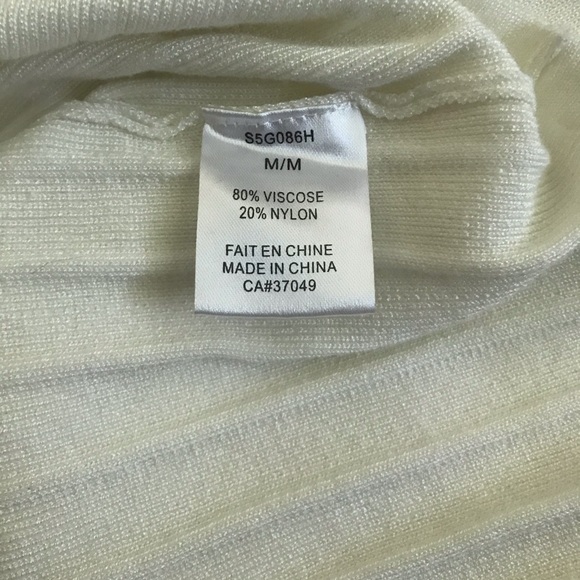 S5G086H
M/M
80% VISCOSE
20% NYLON
FAIT EN CHINE
MADE IN CHINA
CA#37049